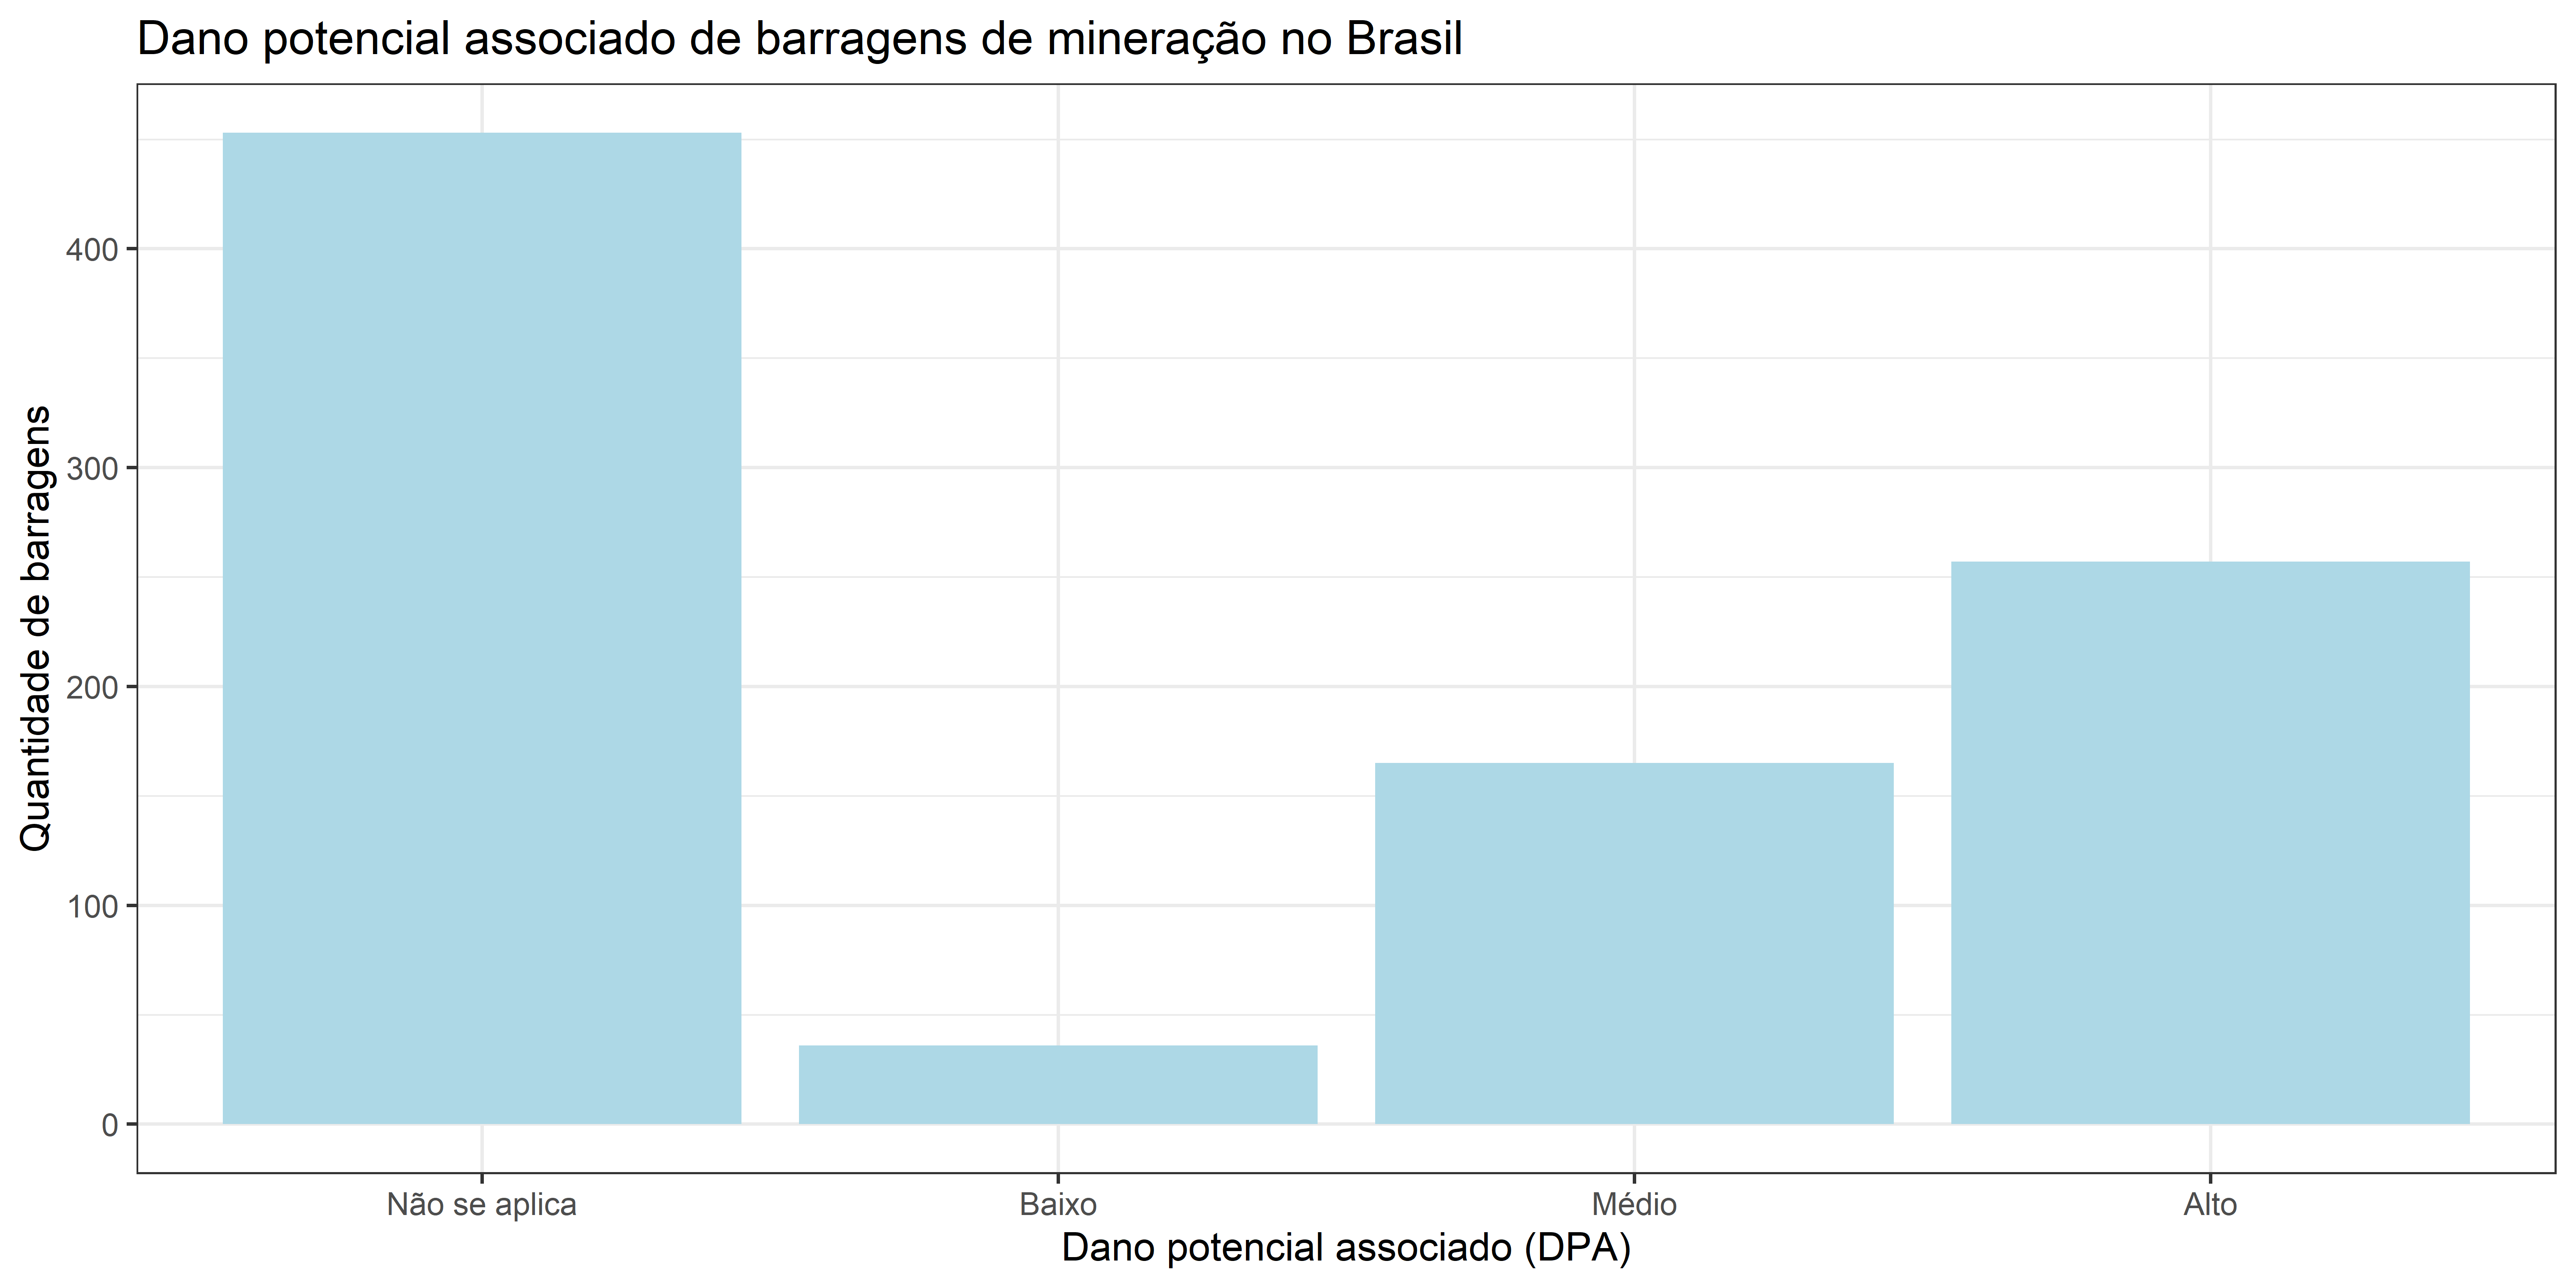 Dano potencial associado de barragens de mineração no Brasil
Quantidade de barragens
400
300
200
100
0
Não se aplica
Baixo
Médio
Alto
Dano potencial associado (DPA)